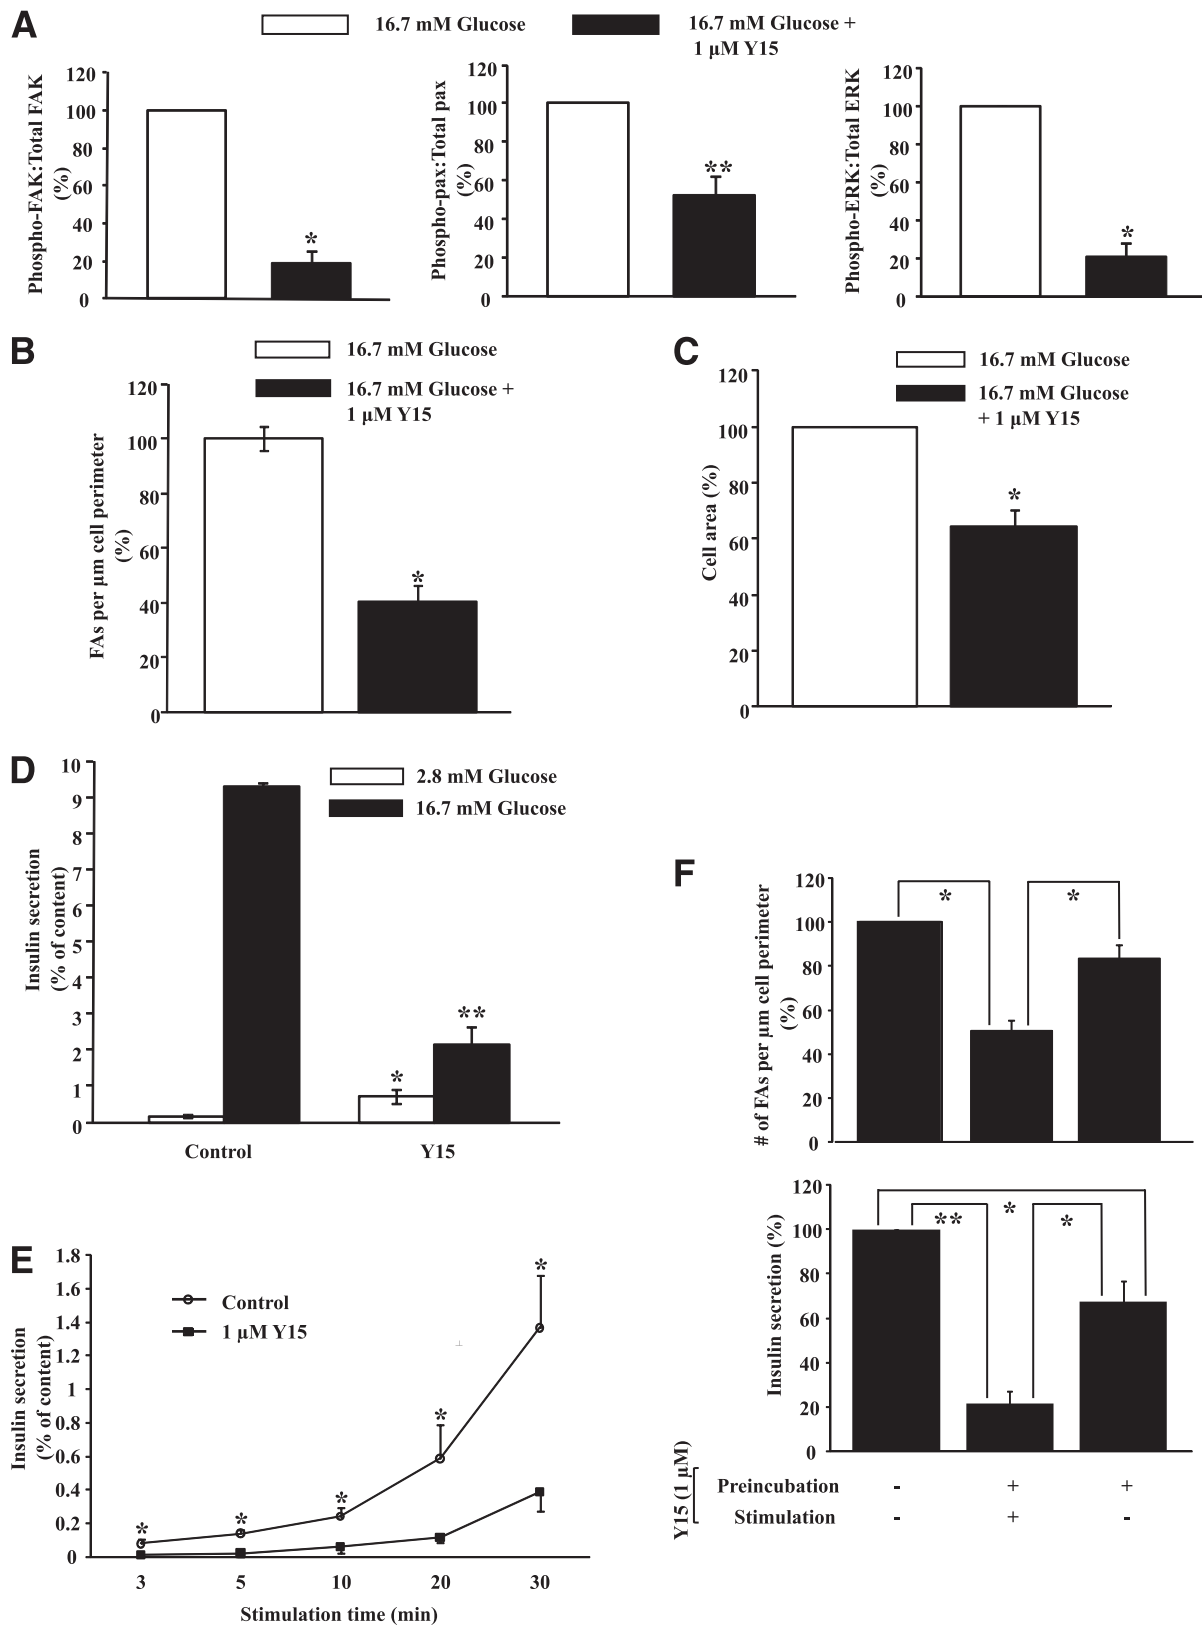 A
16.7 mM Glucose
16.7 mM Glucose +
1 µM Y15
Phospho-FAK:Total FAK
(%)
120
100
80
60
40
20
0
*
Phospho-pax:Total pax
(%)
120
100
80
60
40
20
0
**
Phospho-ERK:Total ERK
(%)
120
100
80
60
40
20
0
*
B
16.7 mM Glucose
16.7 mM Glucose +
1 µM Y15
FAs per µm cell perimeter
(%)
120
100
80
60
40
20
0
*
C
16.7 mM Glucose
16.7 mM Glucose
+ 1 µM Y15
Cell area (%)
120
100
80
60
40
20
0
*
D
2.8 mM Glucose
16.7 mM Glucose
Insulin secretion
(% of content)
10
9
8
7
6
5
4
3
2
1
0
*
**
Control
Y15
E
Control
1 µM Y15
Insulin secretion
(% of content)
1.8
1.6
1.4
1.2
1
0.8
0.6
0.4
0.2
0
*
*
*
*
*
3
5
10
20
30
Stimulation time (min)
F
# of FAs per µm cell perimeter
(%)
120
100
80
60
40
20
0
*
*
Insulin secretion (%)
120
100
80
60
40
20
0
**
*
*
Y15 (1 µM)
Preincubation - + +
Stimulation - + -